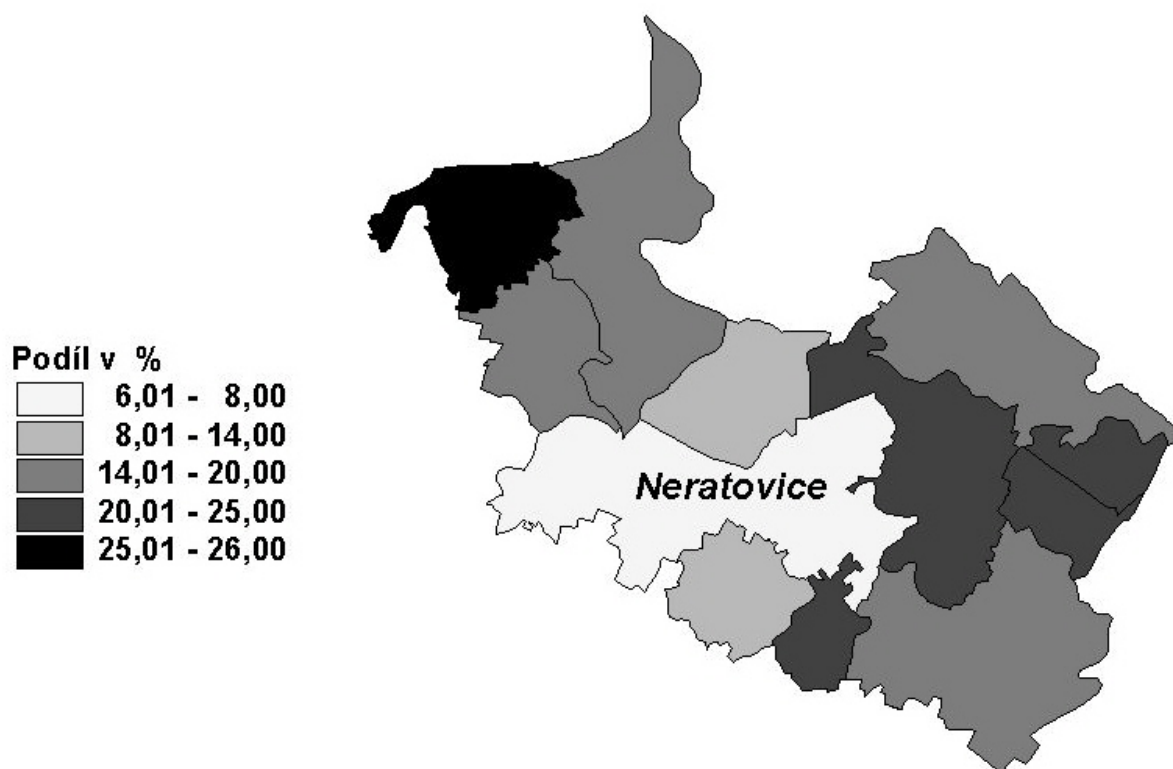 Podíl v %
6,01 - 8,00
8,01 - 14,00
14,01 - 20,00
20,01 - 25,00
25,01 - 26,00
Neratovice